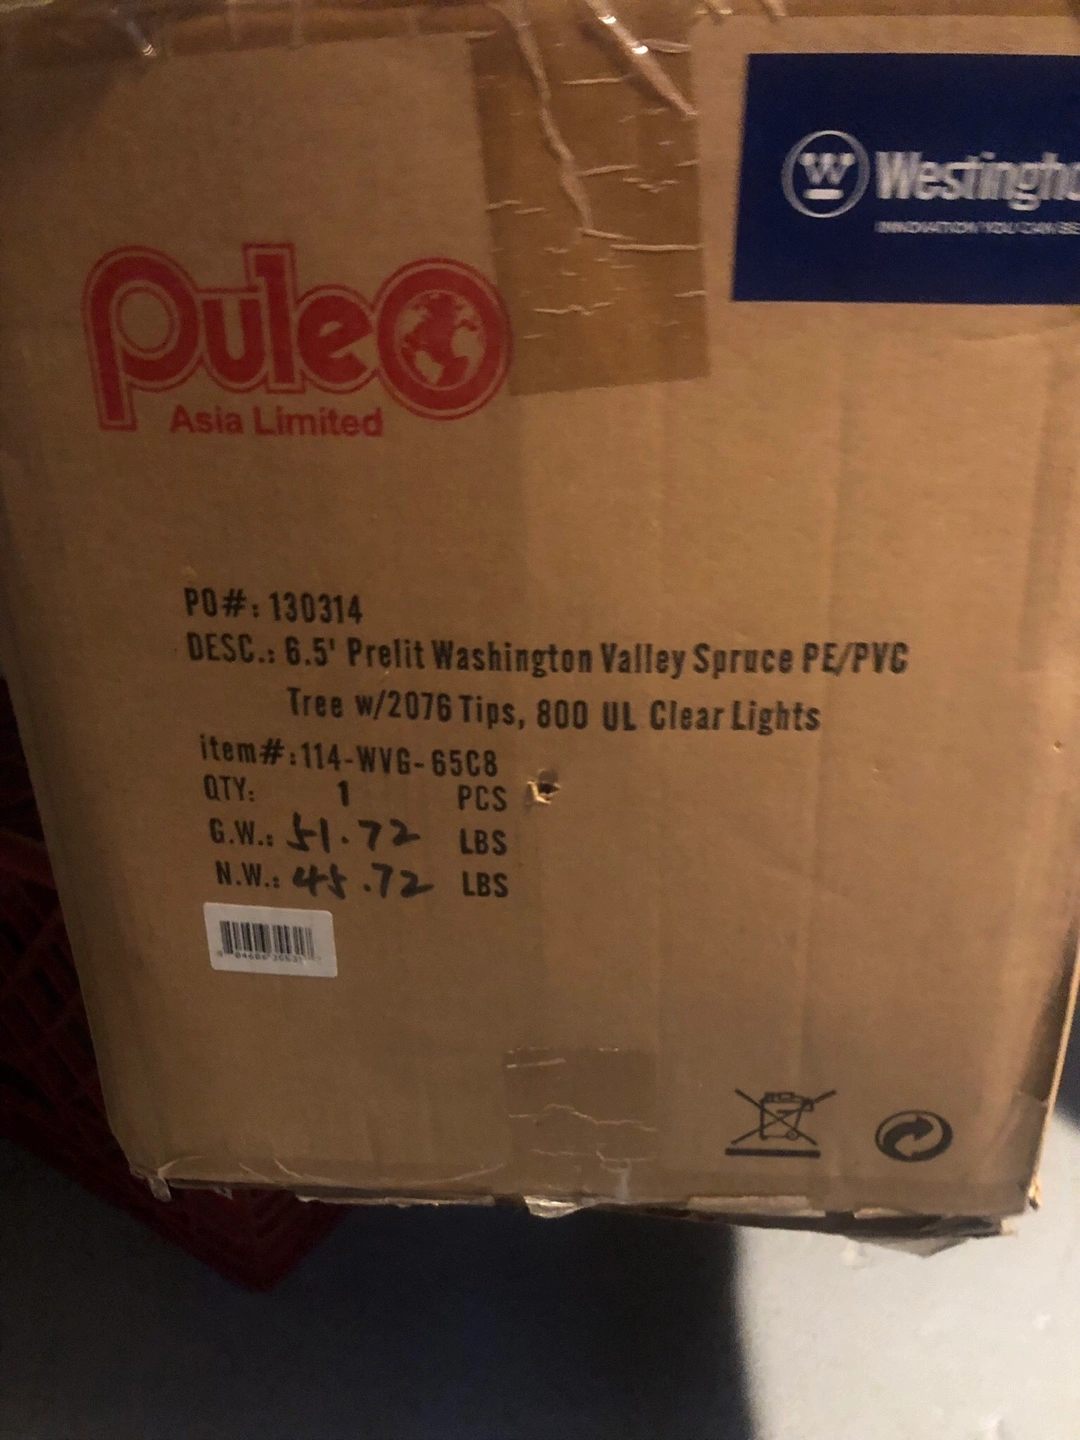 Westingho
INNOVATION YOU CAN BE
puleo
Asia Limited
PO#: 130314
DESC.: 6.5' Prelit Washington Valley Spruce PE/PVC
Tree w/2076 Tips, 800 UL Clear Lights
item#:114-WVG-65C8
QTY: 1 PCS
G.W.: 51.72 LBS
N.W.: 45.72 LBS